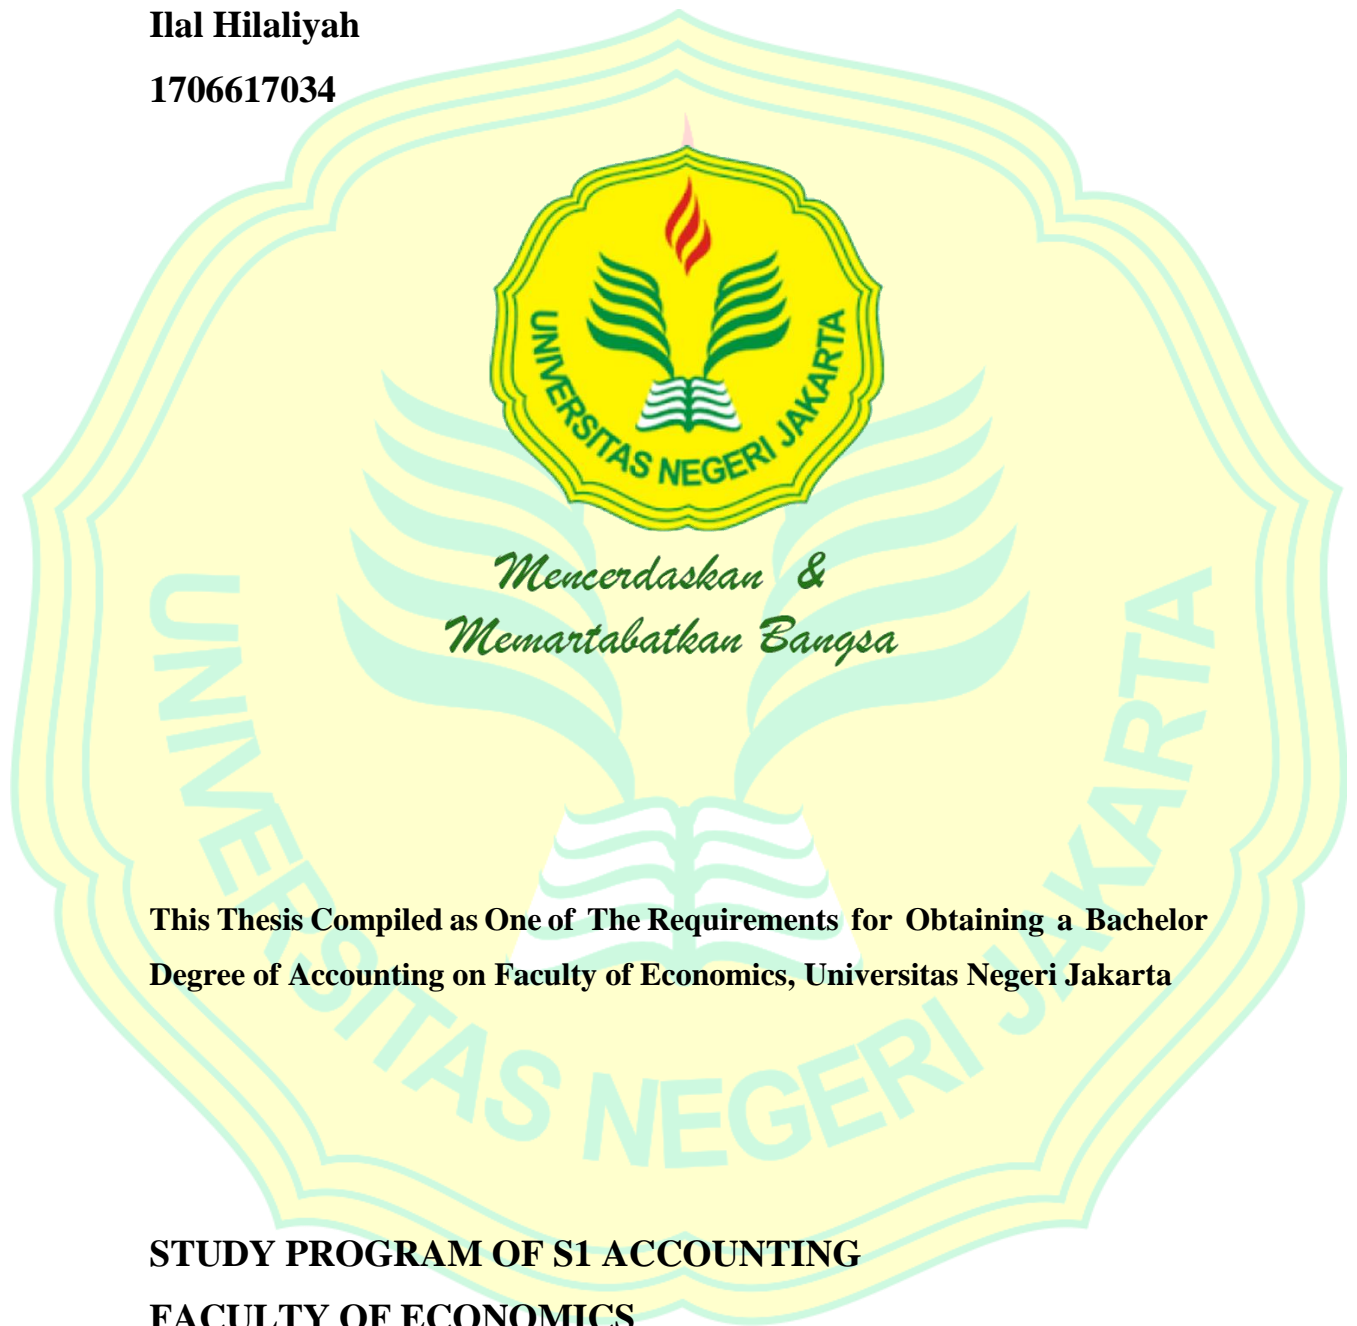 Ilal Hilaliyah
1706617034
UNIVERSITAS NEGERI JAKARTA
Mencerdaskan &
Memartabatkan Bangsa
This Thesis Compiled as One of The Requirements for Obtaining a Bachelor
Degree of Accounting on Faculty of Economics, Universitas Negeri Jakarta
UNIVERSITAS NEGERI JAKARTA
STUDY PROGRAM OF S1 ACCOUNTING
FACULTY OF ECONOMICS